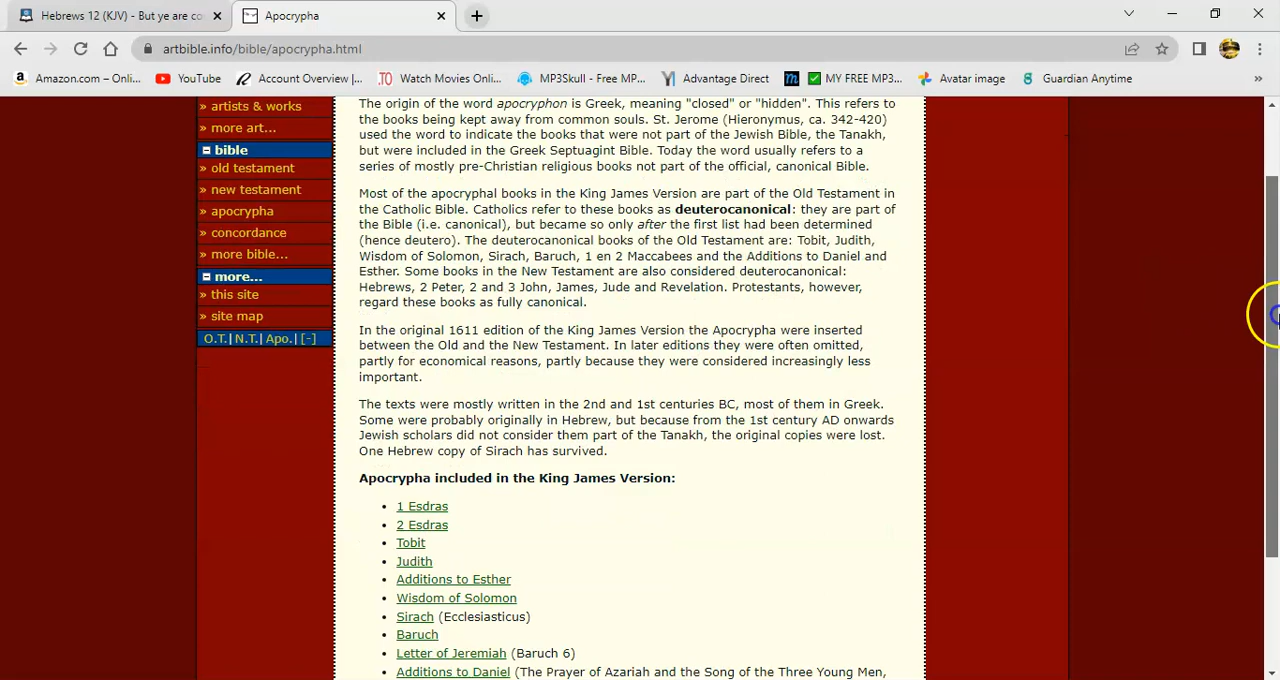 Hebrews 12 (KJV) - But ye are co
Apocrypha
artbible.info/bible/apocrypha.html
Amazon.com – Onli...
YouTube
Account Overview |...
Watch Movies Onli...
MP3Skull - Free MP...
Advantage Direct
MY FREE MP3...
Avatar image
Guardian Anytime
»
» artists & works
» more art...
bible
» old testament
» new testament
» apocrypha
» concordance
» more bible...
more...
» this site
» site map
O.T.| N.T.| Apo.| [-]
The origin of the word apocryphon is Greek, meaning "closed" or "hidden". This refers to
the books being kept away from common souls. St. Jerome (Hieronymus, ca. 342-420)
used the word to indicate the books that were not part of the Jewish Bible, the Tanakh,
but were included in the Greek Septuagint Bible. Today the word usually refers to a
series of mostly pre-Christian religious books not part of the official, canonical Bible.
Most of the apocryphal books in the King James Version are part of the Old Testament in
the Catholic Bible. Catholics refer to these books as deuterocanonical: they are part of
the Bible (i.e. canonical), but became so only after the first list had been determined
(hence deutero). The deuterocanonical books of the Old Testament are: Tobit, Judith,
Wisdom of Solomon, Sirach, Baruch, 1 en 2 Maccabees and the Additions to Daniel and
Esther. Some books in the New Testament are also considered deuterocanonical:
Hebrews, 2 Peter, 2 and 3 John, James, Jude and Revelation. Protestants, however,
regard these books as fully canonical.
In the original 1611 edition of the King James Version the Apocrypha were inserted
between the Old and the New Testament. In later editions they were often omitted,
partly for economical reasons, partly because they were considered increasingly less
important.
The texts were mostly written in the 2nd and 1st centuries BC, most of them in Greek.
Some were probably originally in Hebrew, but because from the 1st century AD onwards
Jewish scholars did not consider them part of the Tanakh, the original copies were lost.
One Hebrew copy of Sirach has survived.
Apocrypha included in the King James Version:
• 1 Esdras
• 2 Esdras
• Tobit
• Judith
• Additions to Esther
• Wisdom of Solomon
• Sirach (Ecclesiasticus)
• Baruch
• Letter of Jeremiah (Baruch 6)
• Additions to Daniel (The Prayer of Azariah and the Song of the Three Young Men,